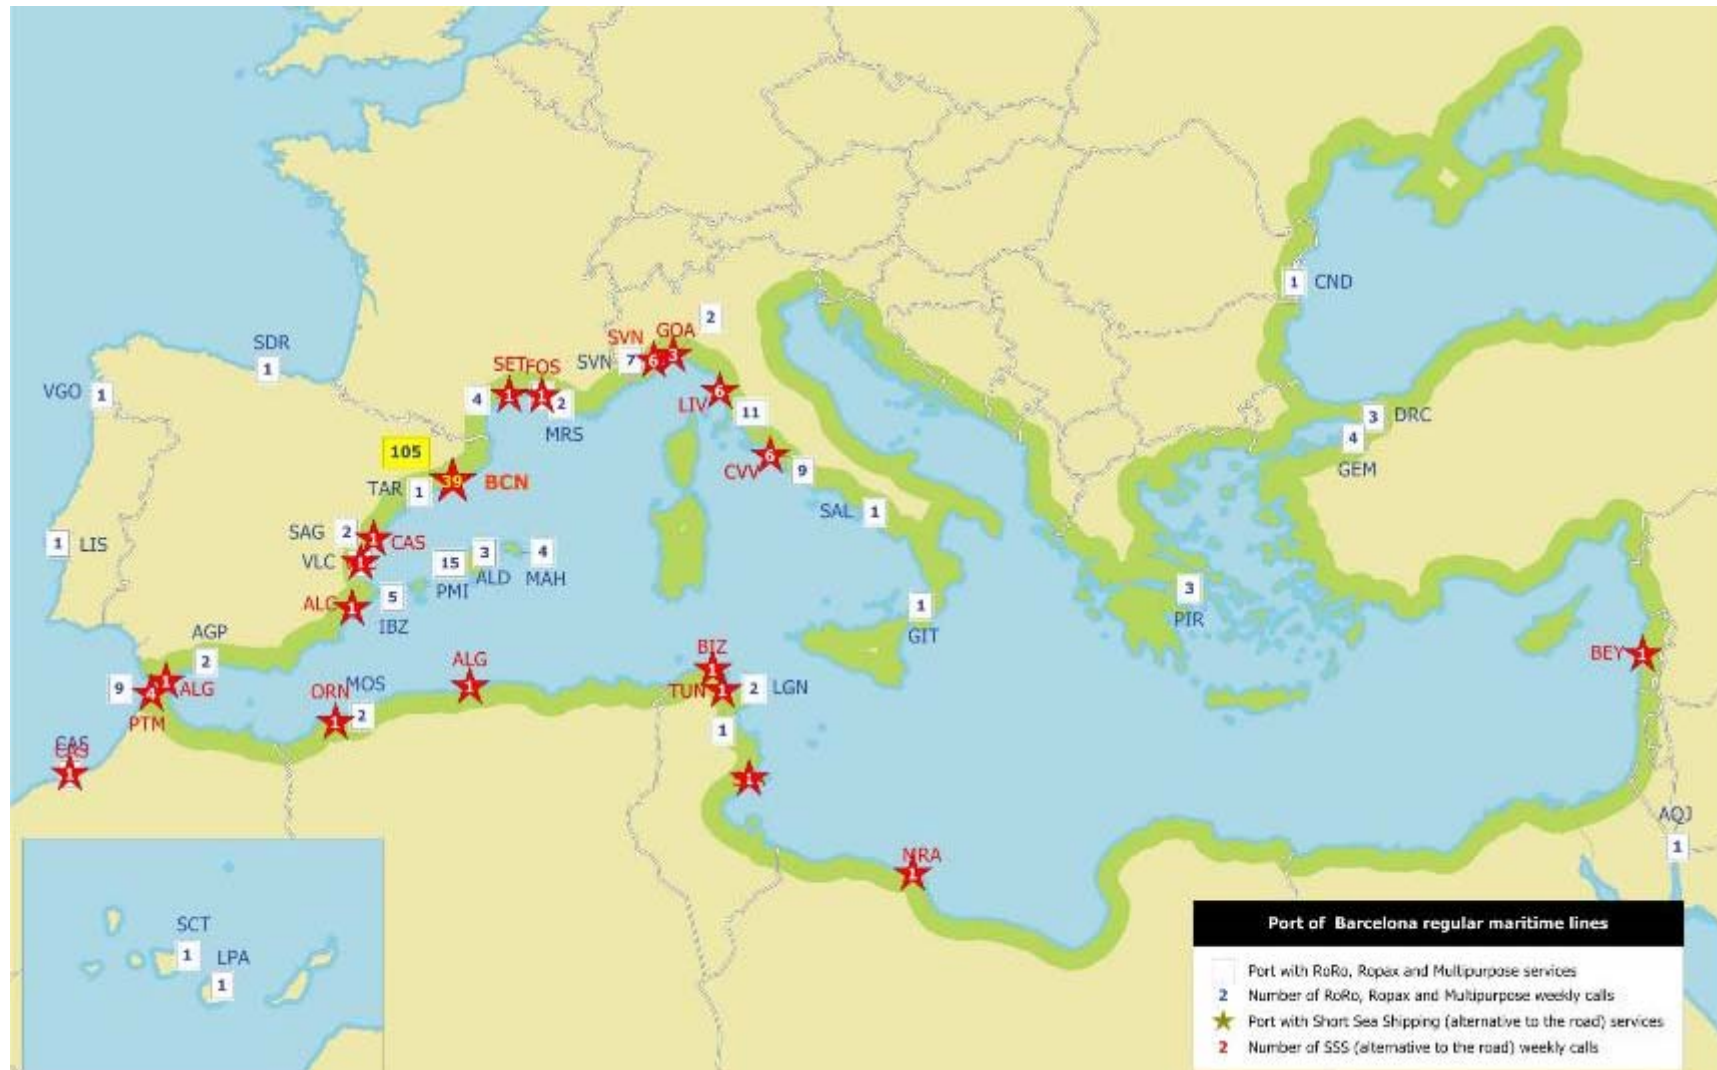 CND
1
2
SVN
GOA
SVN
7
6
3
SDR
1
SET
FOS
VGO
1
4
1
1
2
MRS
6
LIV
11
3
DRC
4
GEM
105
39
BCN
TAR
1
6
CVV
9
SAL
1
SAG
2
1
CAS
VLC
1
LIS
15
PMI
3
ALD
4
MAH
ALC
1
5
IBZ
3
PIR
1
GIT
AGP
2
BEY
1
9
4
1
ALG
PTM
ALG
1
BIZ
1
TUN
1
2
LGN
ORN
MOS
1
2
1
CAS
CAS
1
1
MRA
1
AQJ
1
SCT
1
LPA
1
Port of Barcelona regular maritime lines
Port with RoRo, Ropax and Multipurpose services
2 Number of RoRo, Ropax and Multipurpose weekly calls
Port with Short Sea Shipping (alternative to the road) services
2 Number of SSS (alternative to the road) weekly calls